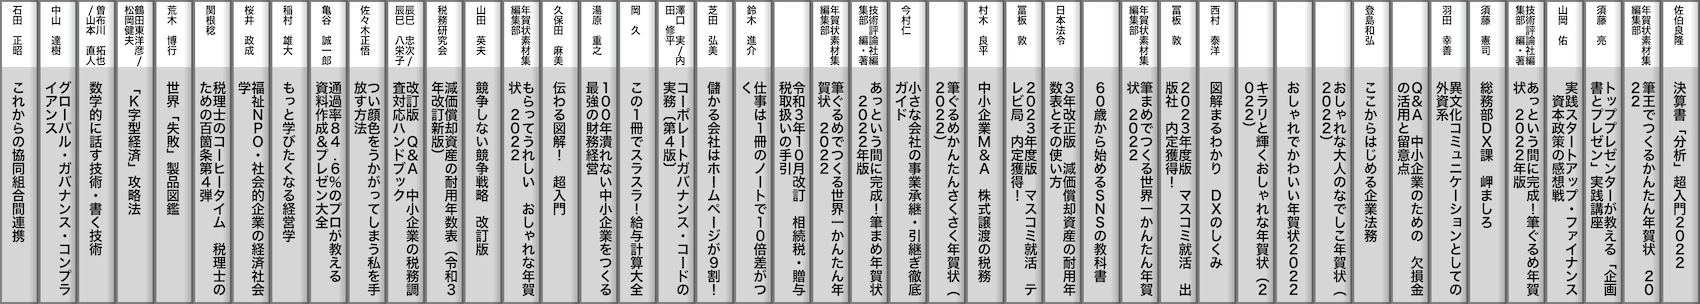 佐伯良隆
決算書「分析」超入門2022
年賀状素材集
編集部
筆王でつくるかんたん年賀状　20
22
須藤　亮
トッププレゼンターが教える「企画
書とプレゼン」実践講座
山岡　佑
実践スタートアップ・ファイナンス
　資本政策の感想戦
技術評論社編
集部　編・著
あっという間に完成！筆ぐるめ年賀
状　2022年版
須藤　憲司
総務部DX課　岬ましろ
羽田　幸善
異文化コミュニケーションとしての
外資系
Q&A　中小企業のための　欠損金
の活用と留意点
登島和弘
ここからはじめる企業法務
おしゃれな大人のなでしこ年賀状（
2022）
おしゃれでかわいい年賀状2022
キラリと輝くおしゃれな年賀状（2
022）
西村　泰洋
図解まるわかり　DXのしくみ
冨板　敦
2023年度版　マスコミ就活　出
版社　内定獲得！
年賀状素材集
編集部
筆まめでつくる世界一かんたん年賀
状　2022
60歳から始めるSNSの教科書
日本法令
3年改正版　減価償却資産の耐用年
数表とその使い方
冨板　敦
2023年度版　マスコミ就活　テ
レビ局　内定獲得！
村木　良平
中小企業M&A　株式譲渡の税務
筆ぐるめかんたんさくさく年賀状（
2022）
今村仁
小さな会社の事業承継・引継ぎ徹底
ガイド
技術評論社編
集部　編・著
あっという間に完成！筆まめ年賀状
　2022年版
年賀状素材集
編集部
筆ぐるめでつくる世界一かんたん年
賀状　2022
令和3年10月改訂　相続税・贈与
税取扱いの手引
鈴木　進介
仕事は1冊のノートで10倍差がつ
く
芝田　弘美
儲かる会社はホームページが9割！
澤口　実/内
田　修平
コーポレートガバナンス・コードの
実務（第4版）
岡　久
この1冊でスラスラ！給与計算大全
湯原　重之
100年潰れない中小企業をつくる
最強の財務経営
久保田　麻美
伝わる図解！　超入門
年賀状素材集
編集部
もらってうれしい　おしゃれな年賀
状　2022
山田　英夫
競争しない競争戦略　改訂版
税務研究会
減価償却資産の耐用年数表（令和3
年改訂新版）
辰巳　忠次/
辰巳　八栄子
改訂版　Q&A　中小企業の税務調
査対応ハンドブック
佐々木正悟
つい顔色をうかがってしまう私を手
放す方法
亀谷　誠一郎
通過率84.6%のプロが教える
資料作成&プレゼン大全
稲村　雄大
もっと学びたくなる経営学
桜井　政成
福祉NPO・社会的企業の経済社会
学
関根稔
税理士のコーヒータイム　税理士の
ための百箇条第4弾
荒木　博行
世界「失敗」製品図鑑
鶴田東洋彦/
松岡健夫
「K字型経済」攻略法
曽布川　拓也
/山本　直人
数学的に話す技術・書く技術
中山　達樹
グローバル・ガバナンス・コンプラ
イアンス
石田　正昭
これからの協同組合間連携